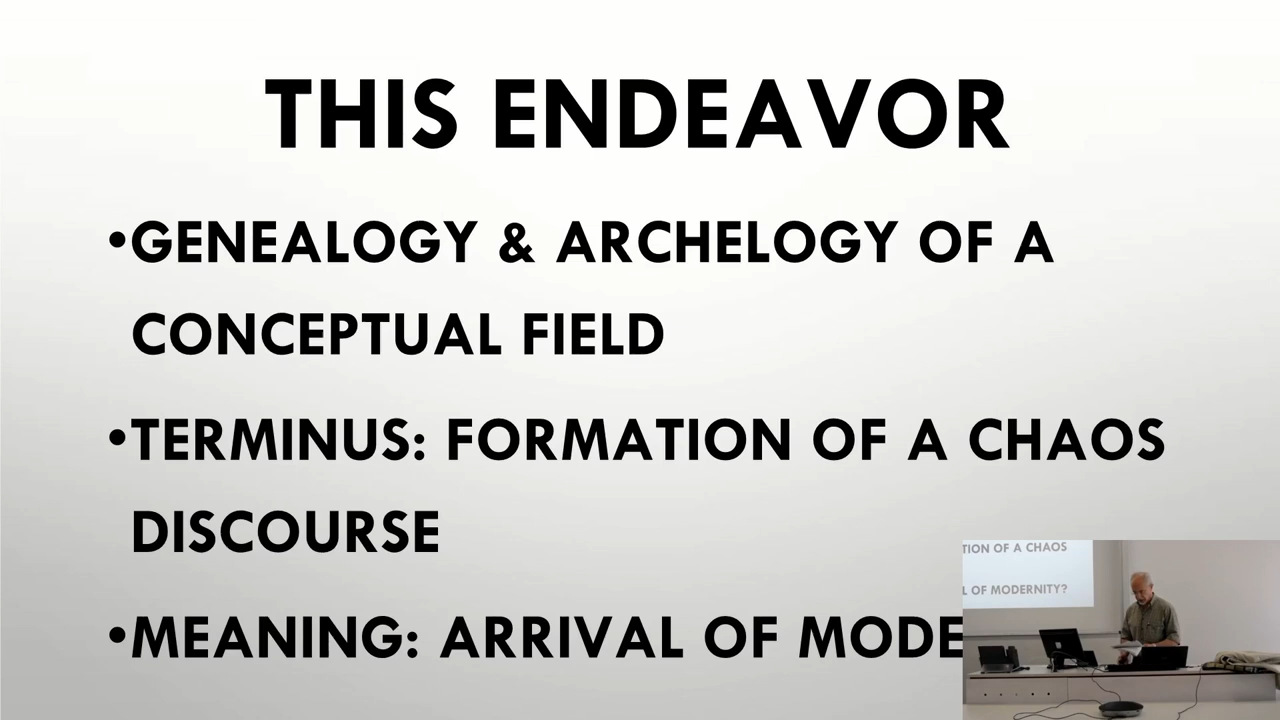 THIS ENDEAVOR
•GENEALOGY & ARCHELOGY OF A
CONCEPTUAL FIELD
•TERMINUS: FORMATION OF A CHAOS
DISCOURSE
•MEANING: ARRIVAL OF MODE
TION OF A CHAOS
L OF MODERNITY?